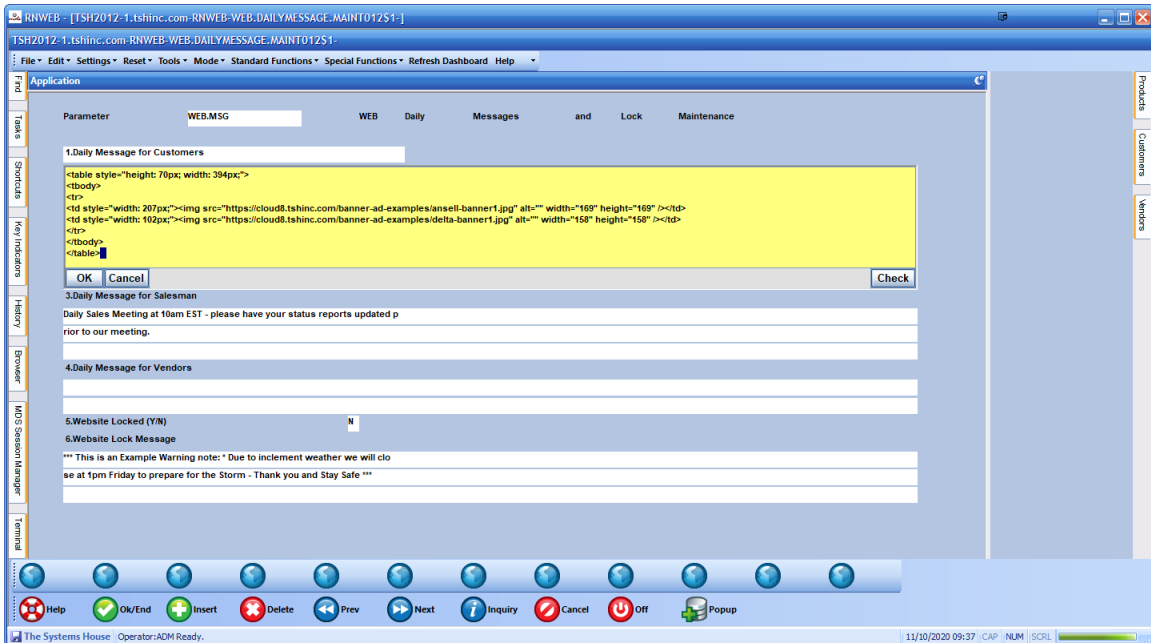 RNWEB - [TSH2012-1.tshinc.com-RNWEB-WEB.DAILYMESSAGE.MAINT012$1-]
TSH2012-1.tshinc.com-RNWEB-WEB.DAILYMESSAGE.MAINT012$1-
File Edit Settings Reset Tools Mode Standard Functions Special Functions Refresh Dashboard Help
Application
Find
Tasks
Shortcuts
Key Indicators
History
Browser
MDS Session Manager
Terminal
Parameter WEB.MSG WEB Daily Messages and Lock Maintenance
1.Daily Message for Customers
<table style="height: 70px; width: 394px;">
<tbody>
<tr>
<td style="width: 207px;"><img src="https://cloud8.tshinc.com/banner-ad-examples/ansell-banner1.jpg" alt="" width="169" height="169" /></td>
<td style="width: 102px;"><img src="https://cloud8.tshinc.com/banner-ad-examples/delta-banner1.jpg" alt="" width="158" height="158" /></td>
</tr>
</tbody>
</table>
OK Cancel Check
3.Daily Message for Salesman
Daily Sales Meeting at 10am EST - please have your status reports updated p
rior to our meeting.
4.Daily Message for Vendors
5.Website Locked (Y/N) N
6.Website Lock Message
*** This is an Example Warning note: * Due to inclement weather we will clo
se at 1pm Friday to prepare for the Storm - Thank you and Stay Safe ***
Products
Customers
Vendors
Help Ok/End Insert Delete Prev Next Inquiry Cancel Off Popup
The Systems House Operator:ADM Ready. 11/10/2020 09:37 CAP NUM SCRL